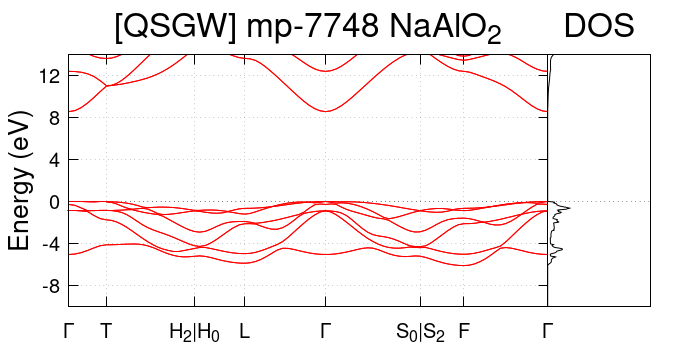 [QSGW] mp-7748 NaAlO₂ DOS
Energy (eV)
12
8
4
0
-4
-8
Γ T H₂|H₀ L Γ S₀|S₂ F Γ